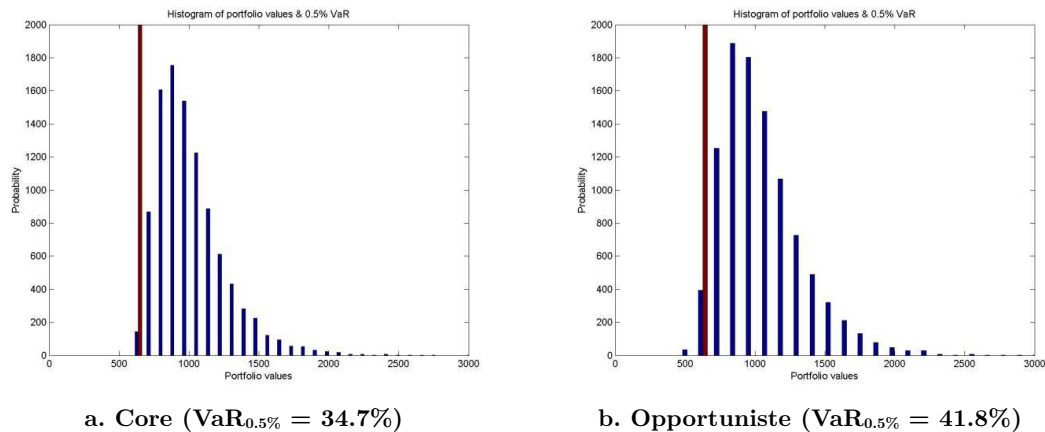 Histogram of portfolio values & 0.5% VaR
2000
1800
1600
1400
1200
1000
800
600
400
200
0
Probability
0 500 1000 1500 2000 2500 3000
Portfolio values
a. Core (VaR0.5% = 34.7%)
Histogram of portfolio values & 0.5% VaR
2000
1800
1600
1400
1200
1000
800
600
400
200
0
Probability
0 500 1000 1500 2000 2500 3000
Portfolio values
b. Opportuniste (VaR0.5% = 41.8%)